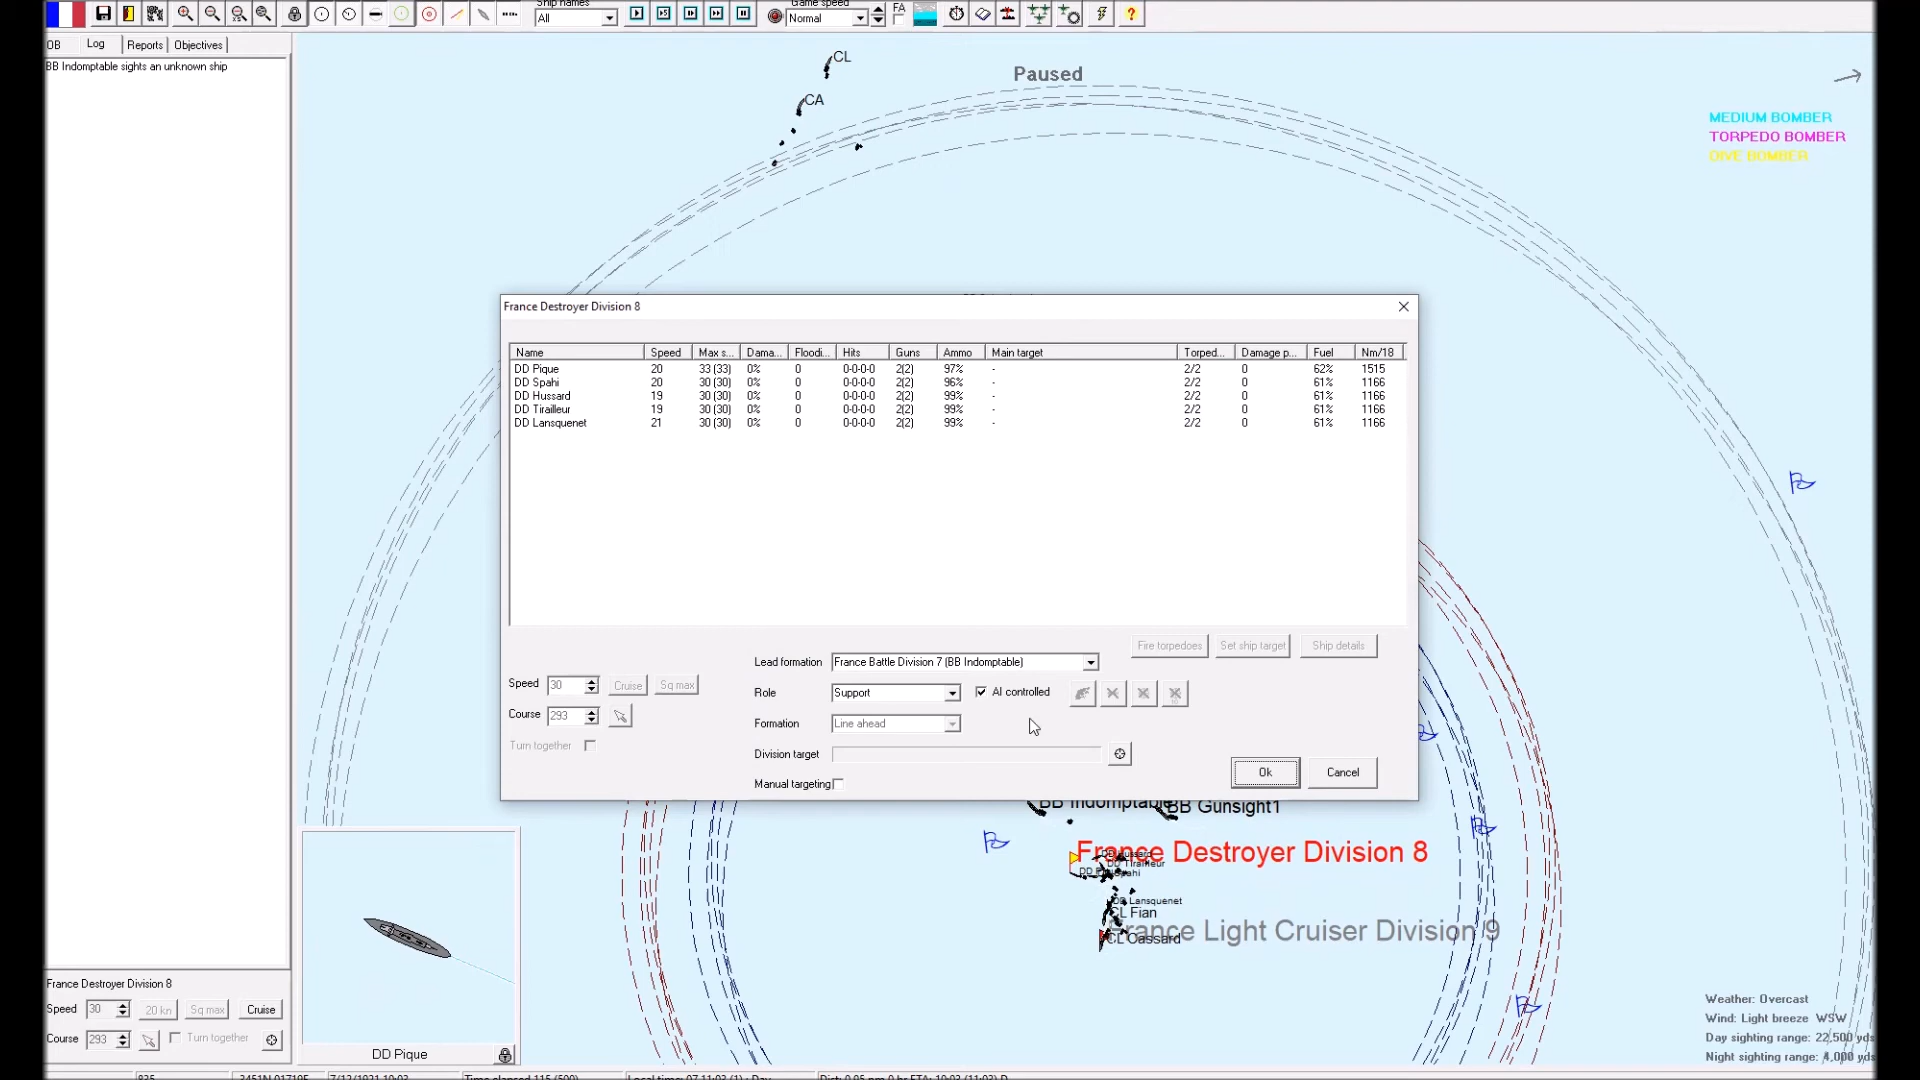 Ship names
All
Game speed
Normal
FA
OB
Log
Reports
Objectives
BB Indomptable sights an unknown ship
CL
CA
Paused
MEDIUM BOMBER
TORPEDO BOMBER
DIVE BOMBER
France Destroyer Division 8
Name Speed Max s... Dama... Floodi... Hits Guns Ammo Main target Torped... Damage p... Fuel Nm/18
DD Pique 20 33 (33) 0% 0 0-0-0-0 2(2) 97% - 2/2 0 62% 1515
DD Spahi 20 30 (30) 0% 0 0-0-0-0 2(2) 96% - 2/2 0 61% 1166
DD Hussard 19 30 (30) 0% 0 0-0-0-0 2(2) 99% - 2/2 0 61% 1166
DD Tirailleur 19 30 (30) 0% 0 0-0-0-0 2(2) 99% - 2/2 0 61% 1166
DD Lansquenet 21 30 (30) 0% 0 0-0-0-0 2(2) 99% - 2/2 0 61% 1166
Fire torpedoes
Set ship target
Ship details
Lead formation France Battle Division 7 (BB Indomptable)
Speed 30 Cruise Sq max
Role Support AI controlled
Course 293
Formation Line ahead
Turn together
Division target
Manual targeting
Ok
Cancel
BB Indomptable
BB Gunsight1
France Destroyer Division 8
DD Hussard
DD Tirailleur
DD Lansquenet
CL Fian
France Light Cruiser Division 9
CL Cassard
France Destroyer Division 8
Speed 30 20 kn Sq max Cruise
Course 293 Turn together
DD Pique
Weather: Overcast
Wind: Light breeze WSW
Day sighting range: 22,500 yds
Night sighting range: 4,000 yds